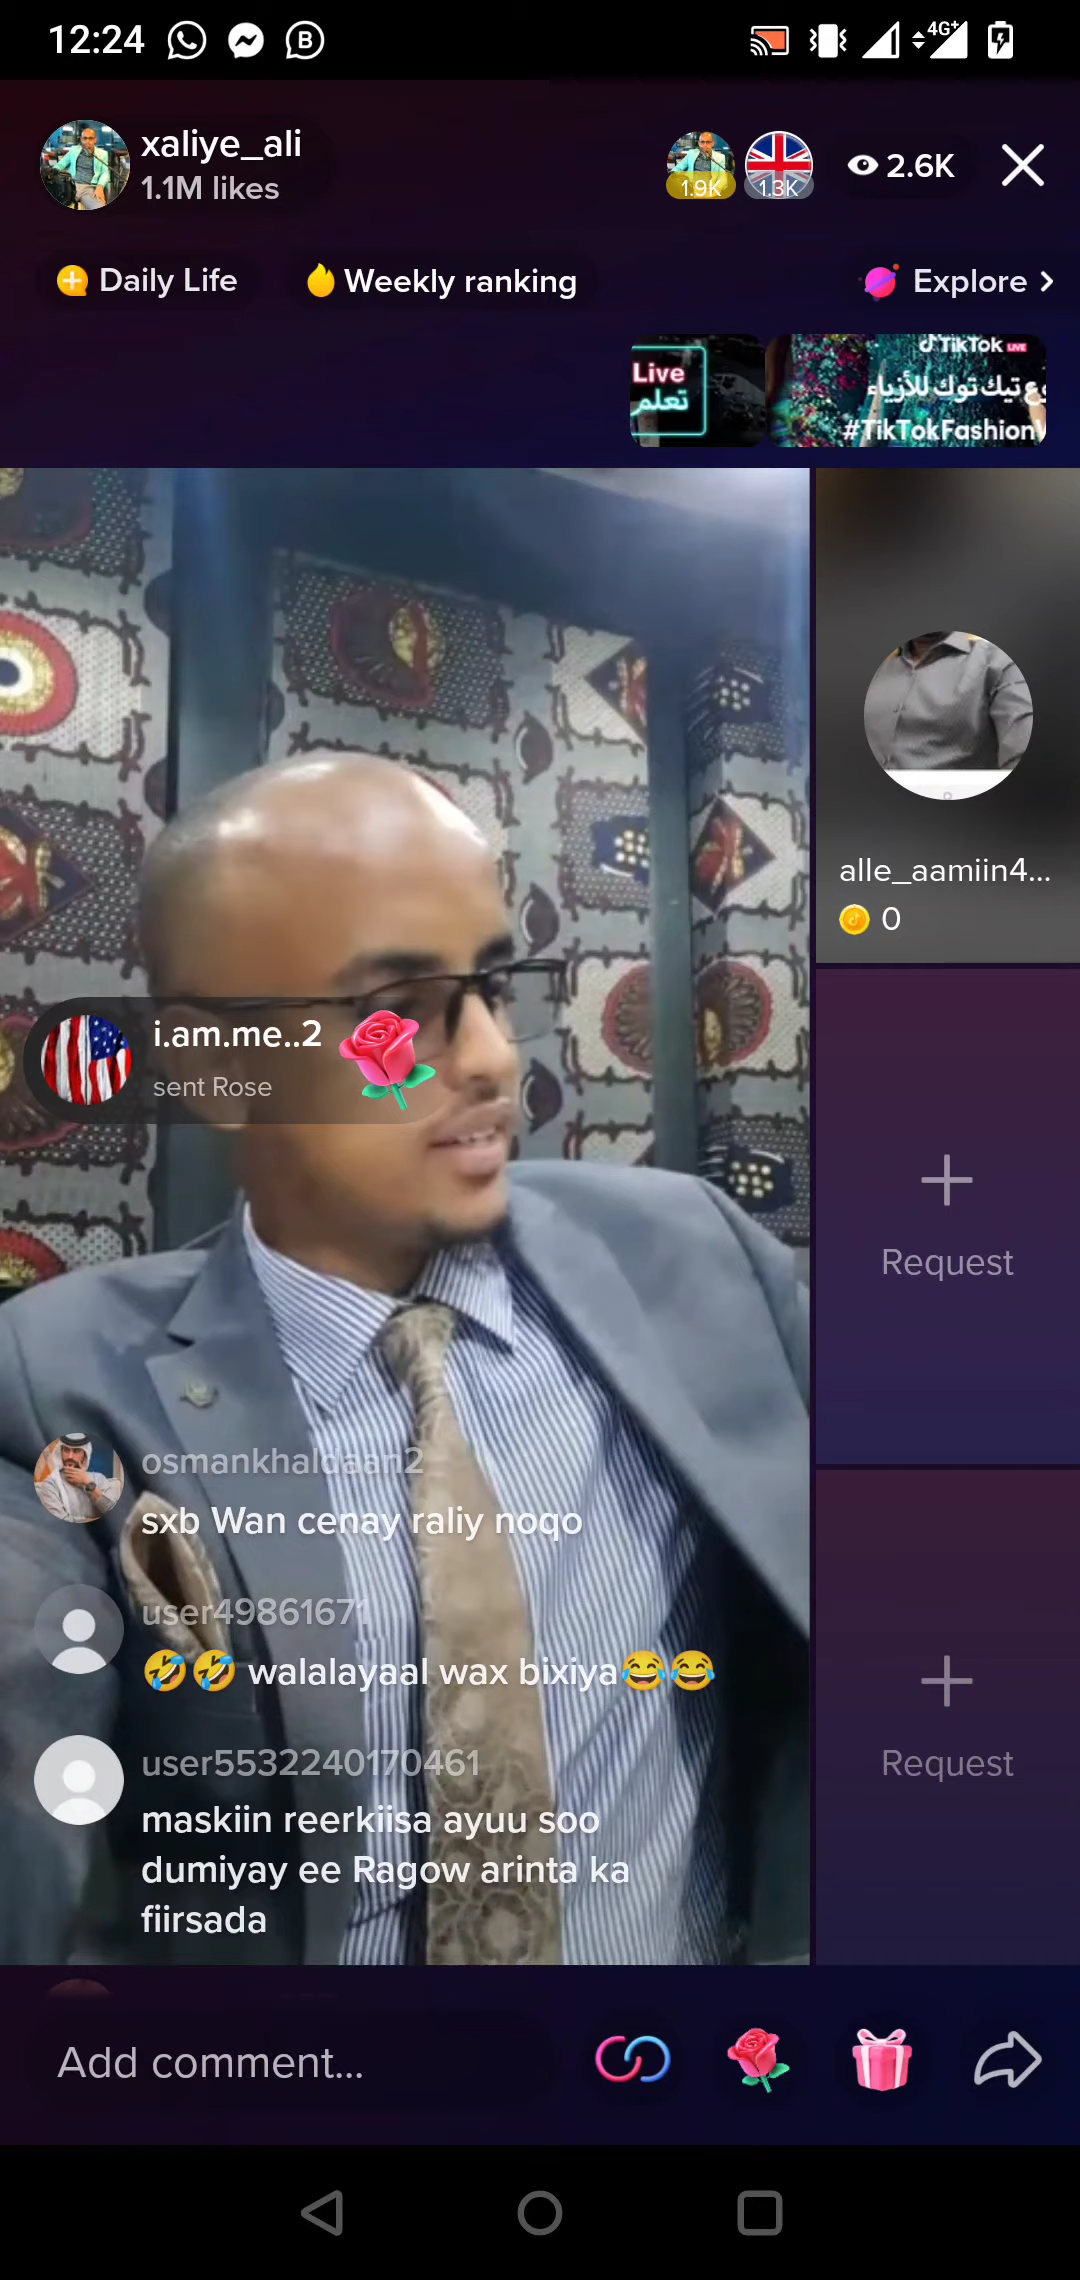 12:24
4G+
xaliye_ali
1.1M likes
1.9K
1.3K
2.6K
Daily Life
Weekly ranking
Explore
Live
تعلم
TikTok LIVE
تيك توك للأزياء
#TikTokFashion
alle_aamiin4...
0
i.am.me..2
sent Rose
Request
osmankhaldaari2
sxb Wan cenay raliy noqo
user49861671
🤣🤣 walalayaal wax bixiya😂😂
user5532240170461
maskiin reerkiisa ayuu soo
dumiyay ee Ragow arinta ka
fiirsada
Request
Add comment...